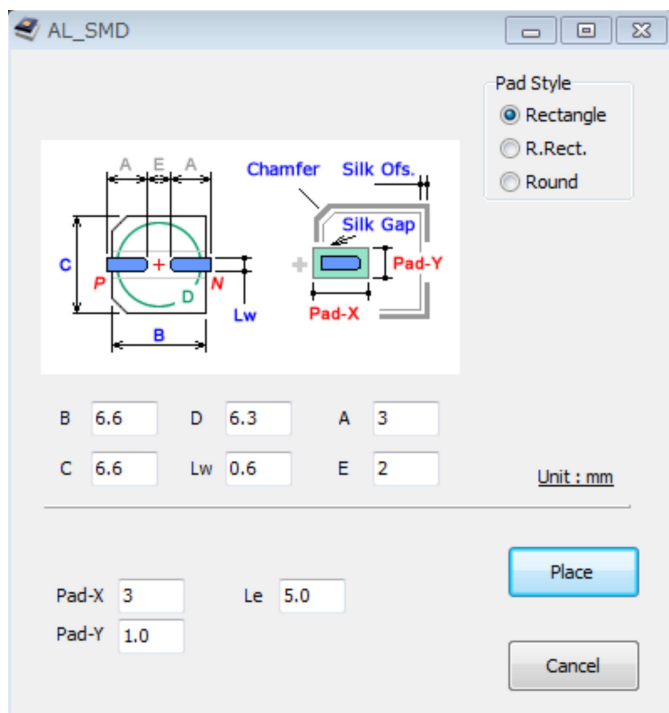 AL_SMD
Pad Style
Rectangle
R.Rect.
Round
A E A
Chamfer Silk Ofs.
Silk Gap
C
P
N
D
Pad-Y
Lw
Pad-X
B
B 6.6 D 6.3 A 3
C 6.6 Lw 0.6 E 2
Unit : mm
Pad-X 3 Le 5.0
Pad-Y 1.0
Place
Cancel